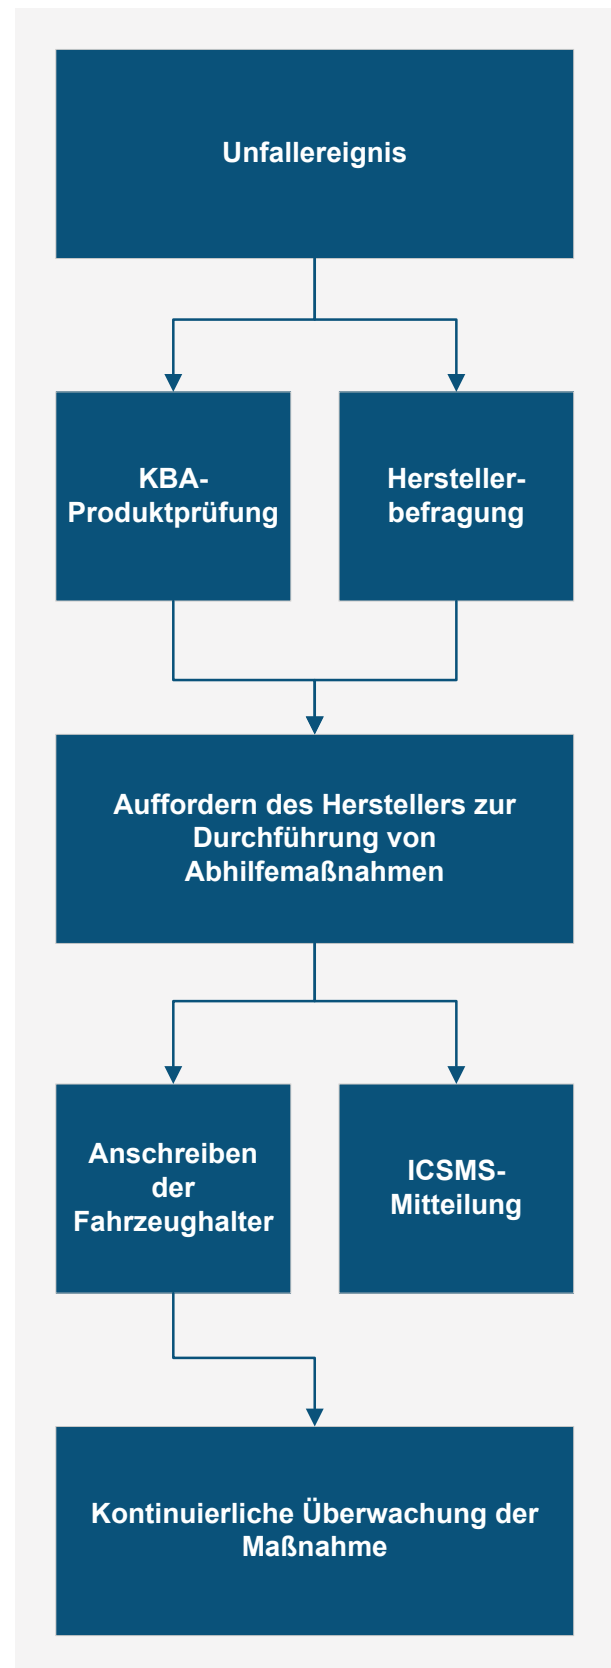 Unfallereignis
KBA-
Produktprüfung
Hersteller-
befragung
Auffordern des Herstellers zur
Durchführung von
Abhilfemaßnahmen
Anschreiben
der
Fahrzeughalter
ICSMS-
Mitteilung
Kontinuierliche Überwachung der
Maßnahme